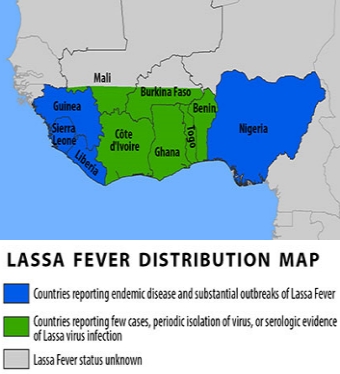 Mali
Burkina Faso
Guinea
Benin
Sierra
Leone
Côte
d'Ivoire
Togo
Nigeria
Ghana
Liberia
LASSA FEVER DISTRIBUTION MAP
Countries reporting endemic disease and substantial outbreaks of Lassa Fever
Countries reporting few cases, periodic isolation of virus, or serologic evidence
of Lassa virus infection
Lassa Fever status unknown